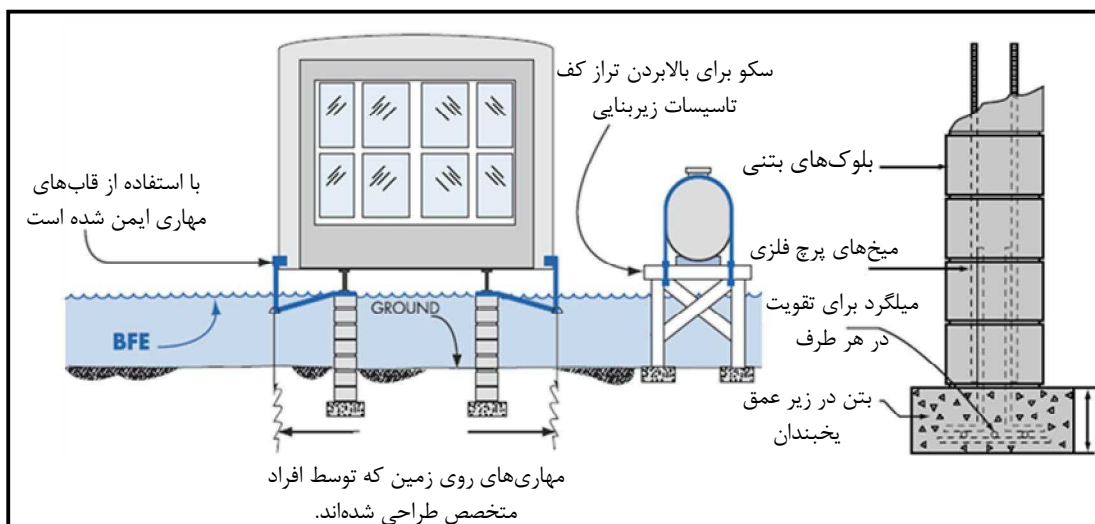 سکو برای بالابردن تراز کف
تاسیسات زیربنایی
بلوک‌های بتنی
با استفاده از قاب‌های
مهاری ایمن شده است
میخ‌های پرچ فلزی
میلگرد برای تقویت
در هر طرف
GROUND
BFE
بتن در زیر عمق
یخبندان
مهاری‌های روی زمین که توسط افراد
متخصص طراحی شده‌اند.